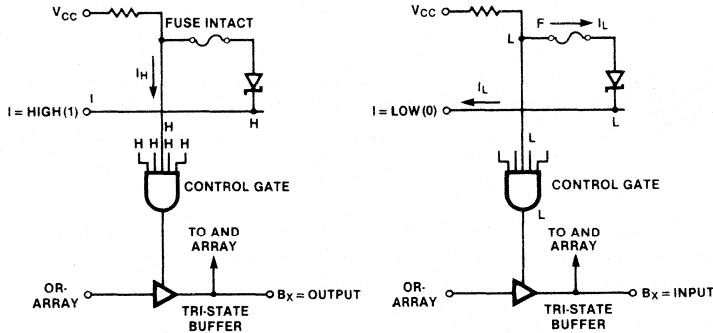 VCC
FUSE INTACT
IH
I
I = HIGH (1)
H
H
H H H H
CONTROL GATE
TO AND
ARRAY
OR-
ARRAY
BX = OUTPUT
TRI-STATE
BUFFER
VCC
F → IL
L
IL
I = LOW (0)
L
L
L L L L
CONTROL GATE
L
TO AND
ARRAY
OR-
ARRAY
BX = INPUT
TRI-STATE
BUFFER